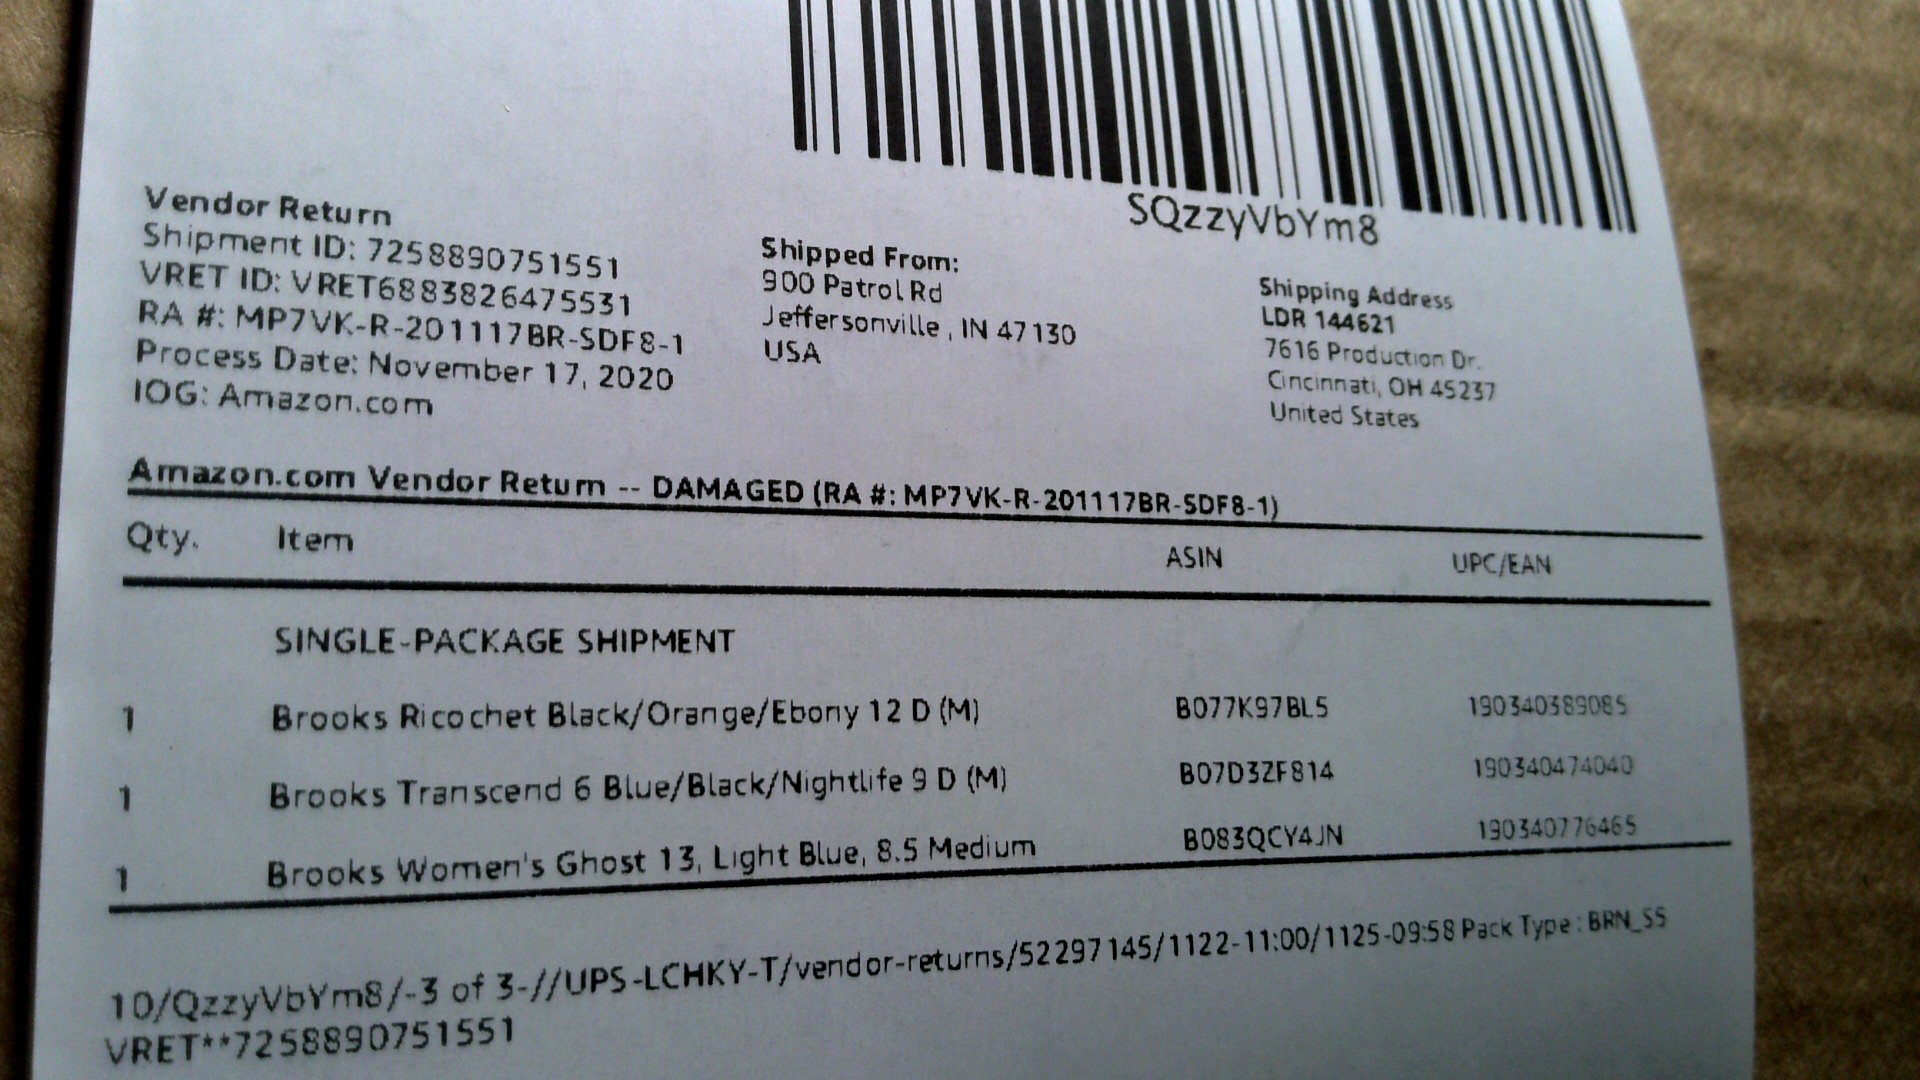 SQzzyVbYm8
Vendor Return
Shipment ID: 7258890751551
VRET ID: VRET6883826475531
RA #: MP7VK-R-201117BR-SDF8-1
Process Date: November 17, 2020
IOG: Amazon.com
Shipped From:
900 Patrol Rd
Jeffersonville , IN 47130
USA
Shipping Address
LDR 144621
7616 Production Dr.
Cincinnati, OH 45237
United States
Amazon.com Vendor Return -- DAMAGED (RA #: MP7VK-R-201117BR-SDF8-1)
Qty. Item ASIN UPC/EAN
SINGLE-PACKAGE SHIPMENT
1 Brooks Ricochet Black/Orange/Ebony 12 D (M) B077K97BL5 190340389085
1 Brooks Transcend 6 Blue/Black/Nightlife 9 D (M) B07D3ZF814 190340474040
1 Brooks Women's Ghost 13, Light Blue, 8.5 Medium B083QCY4JN 190340776465
10/QzzyVbYm8/-3 of 3-//UPS-LCHKY-T/vendor-returns/52297145/1122-11:00/1125-09:58 Pack Type : BRN_S5
VRET**7258890751551